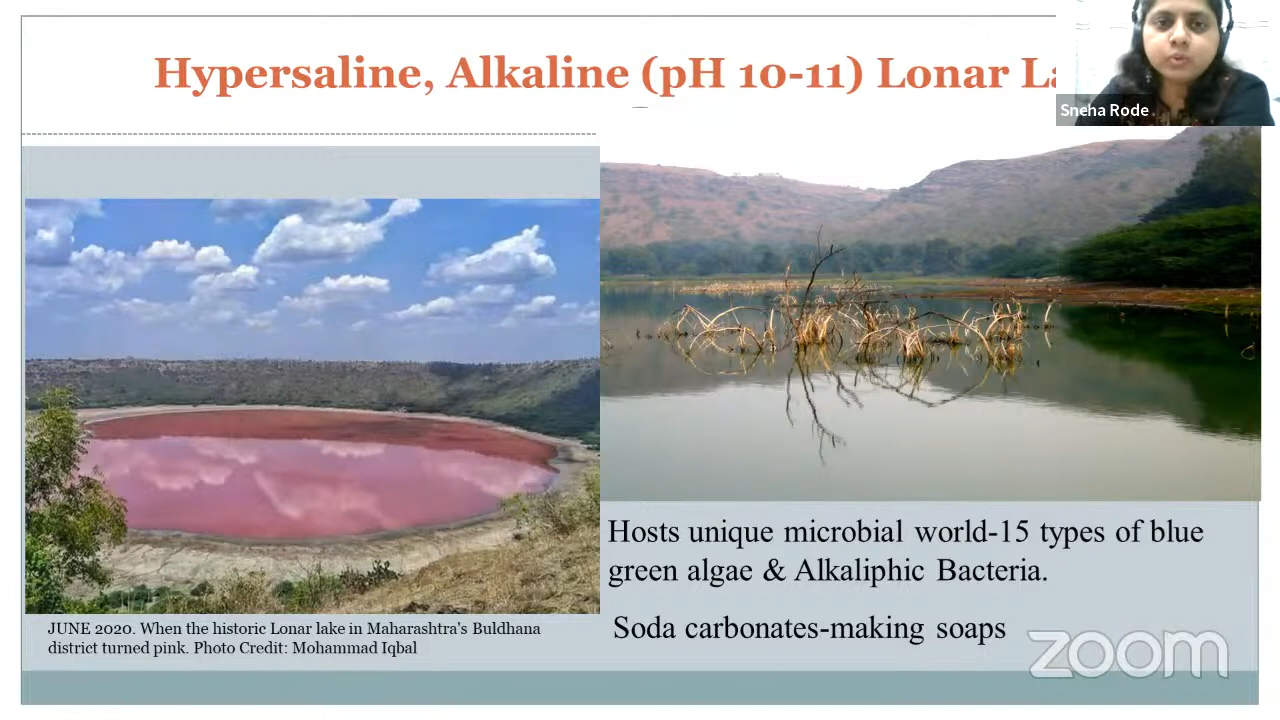 Hypersaline, Alkaline (pH 10-11) Lonar
Sneha Rode
Hosts unique microbial world-15 types of blue
green algae & Alkaliphic Bacteria.
Soda carbonates-making soaps
JUNE 2020. When the historic Lonar lake in Maharashtra's Buldhana
district turned pink. Photo Credit: Mohammad Iqbal
zoom